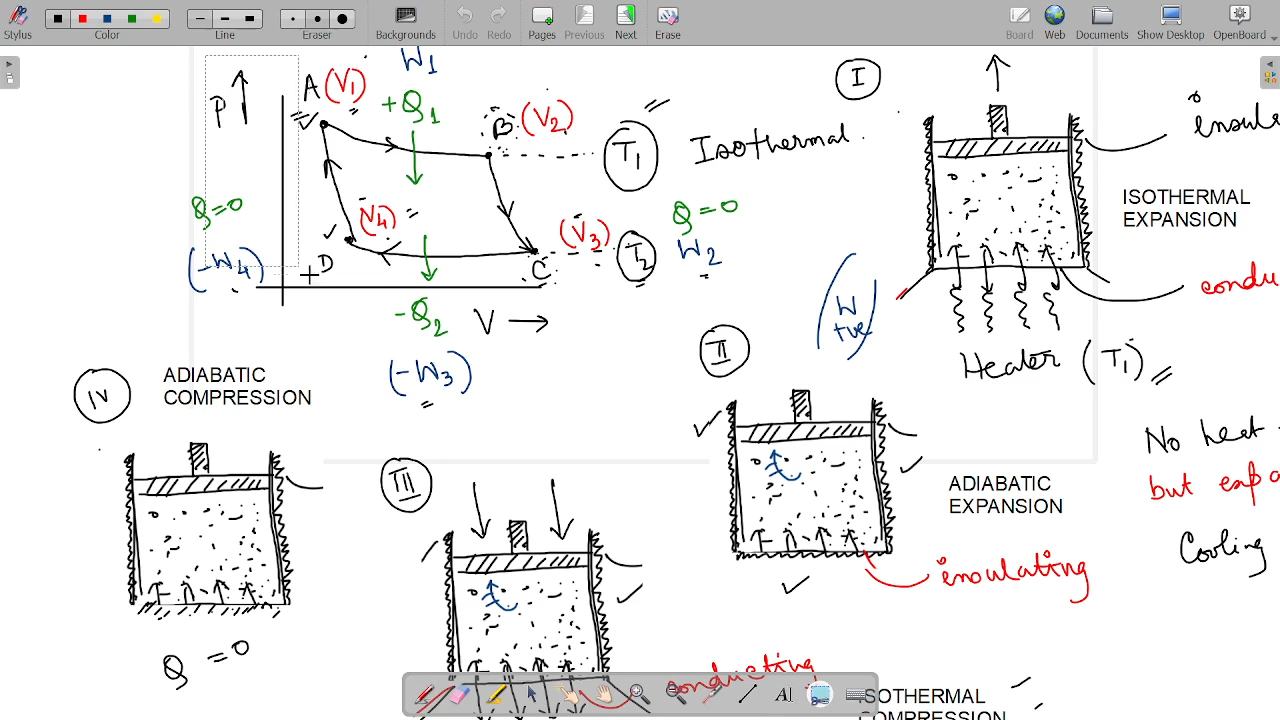 Stylus
Color
Line
Eraser
Backgrounds
Undo
Redo
Pages
Previous
Next
Erase
Board
Web
Documents
Show Desktop
OpenBoard
W1
P
A (V1)
+Q1
B (V2)
T1
Isothermal
Q=0
(-W4)
(V4)
D
(V3)
C
T2
Q=0
W2
-Q2
V
(-W3)
I
ISOTHERMAL
EXPANSION
Heater (T1)
(W
+ve)
II
ADIABATIC
EXPANSION
insulating
No heat
Cooling
IV
ADIABATIC
COMPRESSION
Q=0
III
conducting
ISOTHERMAL
COMPRESSION